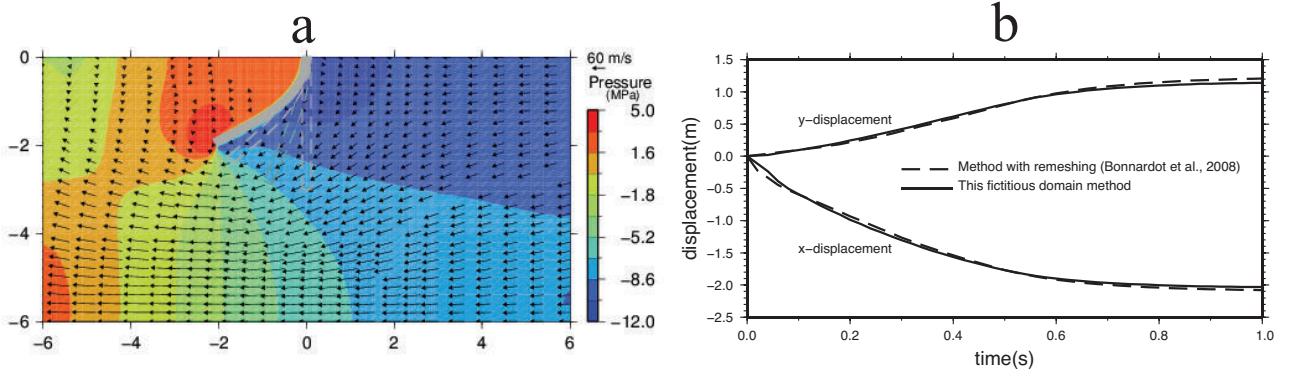 a
0
−2
−4
−6
−6
−4
−2
0
2
4
6
60 m/s
Pressure
(MPa)
5.0
1.6
−1.8
−5.2
−8.6
−12.0
b
1.5
1.0
0.5
0.0
−0.5
−1.0
−1.5
−2.0
−2.5
displacement(m)
y−displacement
Method with remeshing (Bonnardot et al., 2008)
This fictitious domain method
x−displacement
0.0
0.2
0.4
0.6
0.8
1.0
time(s)